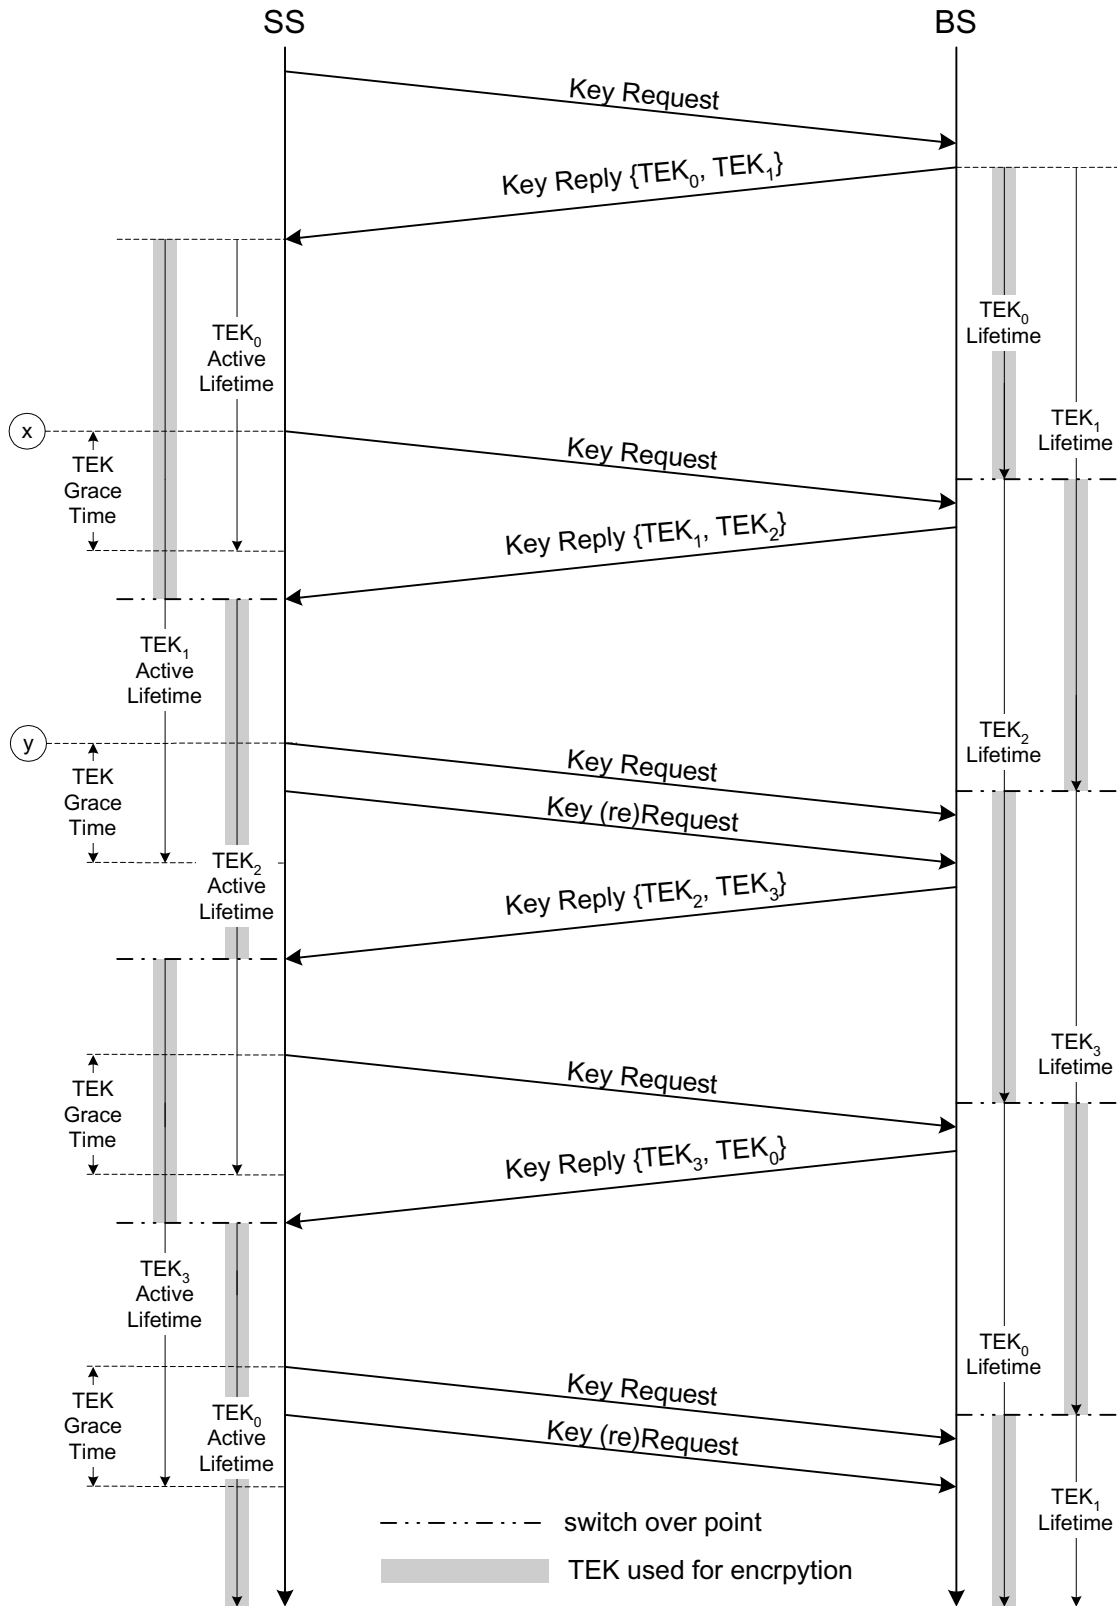 SS
BS
Key Request
Key Reply {TEK₀, TEK₁}
TEK₀
Lifetime
TEK₀
Active
Lifetime
TEK₁
Lifetime
x
TEK
Grace
Time
Key Request
Key Reply {TEK₁, TEK₂}
TEK₁
Active
Lifetime
TEK₂
Lifetime
y
TEK
Grace
Time
Key Request
Key (re)Request
TEK₂
Active
Lifetime
Key Reply {TEK₂, TEK₃}
TEK₃
Lifetime
TEK
Grace
Time
Key Request
Key Reply {TEK₃, TEK₀}
TEK₃
Active
Lifetime
TEK₀
Lifetime
TEK
Grace
Time
Key Request
Key (re)Request
TEK₀
Active
Lifetime
TEK₁
Lifetime
switch over point
TEK used for encrpytion